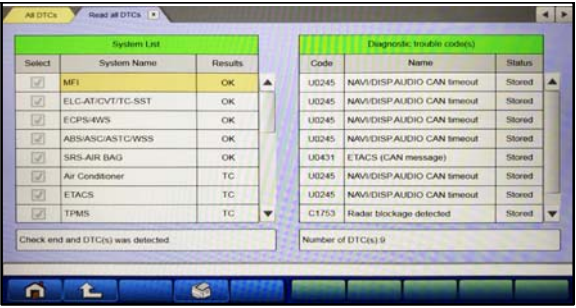 All DTCs
Read all DTCs
System List
Select System Name Results
MFI OK
ELC-AT/CVT/TC-SST OK
ECPS/4WS OK
ABS/ASC/ASTC/WSS OK
SRS-AIR BAG OK
Air Conditioner TC
ETACS TC
TPMS TC
Check end and DTC(s) was detected
Diagnostic trouble code(s)
Code Name Status
U0245 NAVI/DISP.AUDIO CAN timeout Stored
U0245 NAVI/DISP.AUDIO CAN timeout Stored
U0245 NAVI/DISP.AUDIO CAN timeout Stored
U0245 NAVI/DISP.AUDIO CAN timeout Stored
U0431 ETACS (CAN message) Stored
U0245 NAVI/DISP.AUDIO CAN timeout Stored
U0245 NAVI/DISP.AUDIO CAN timeout Stored
C1753 Radar blockage detected Stored
Number of DTC(s):9